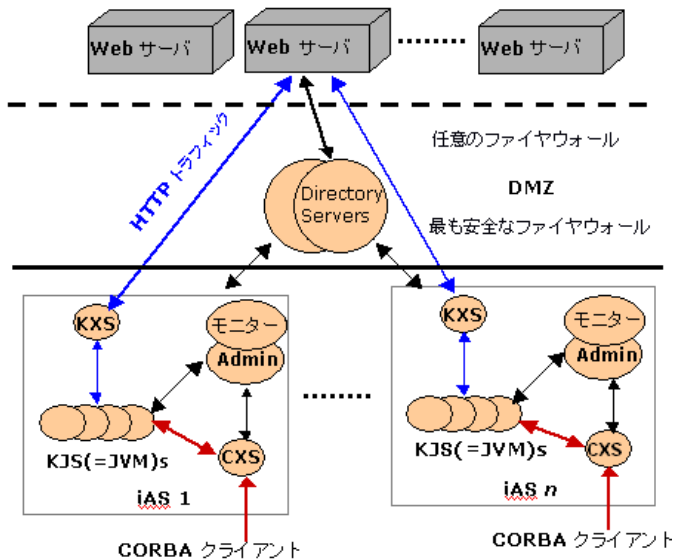 Web サーバ
Web サーバ
Web サーバ
任意のファイヤウォール
HTTP トラフィック
DMZ
Directory
Servers
最も安全なファイヤウォール
KXS
モニター
Admin
KJS(=JVM)s
CXS
iAS 1
CORBA クライアント
KXS
モニター
Admin
KJS(=JVM)s
CXS
iAS n
CORBA クライアント